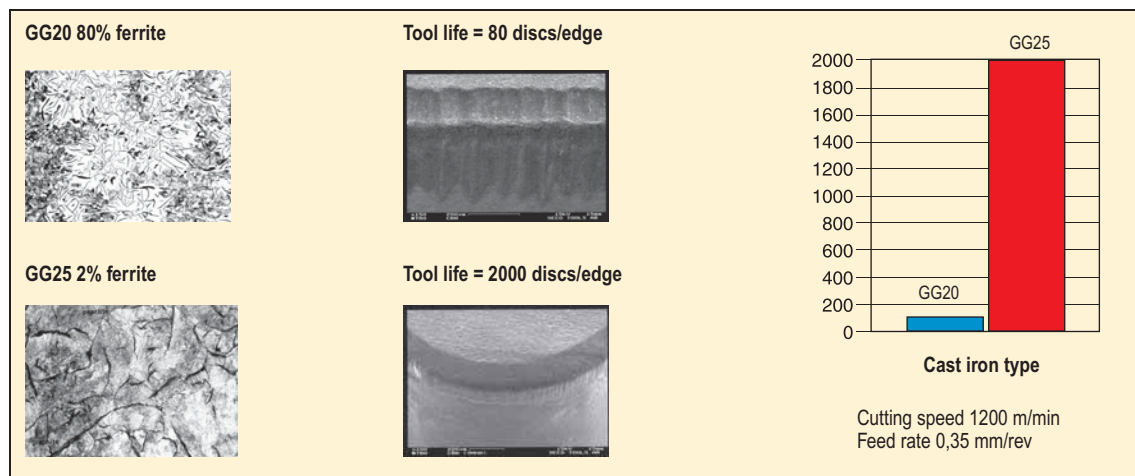 GG20 80% ferrite
Tool life = 80 discs/edge
GG25 2% ferrite
Tool life = 2000 discs/edge
GG25
2000
1800
1600
1400
1200
1000
800
600
400
200
0
GG20
Cast iron type
Cutting speed 1200 m/min
Feed rate 0,35 mm/rev